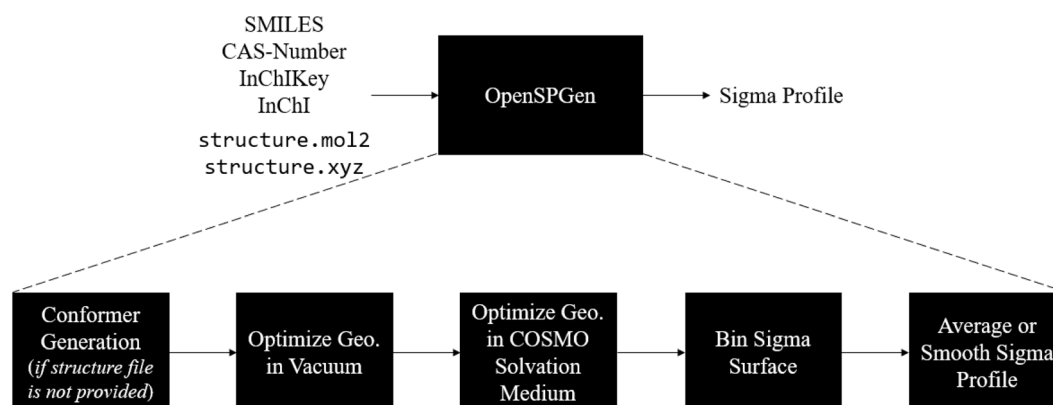 SMILES
CAS-Number
InChIKey
InChI
structure.mol2
structure.xyz
OpenSPGen
Sigma Profile
Conformer
Generation
(if structure file
is not provided)
Optimize Geo.
in Vacuum
Optimize Geo.
in COSMO
Solvation
Medium
Bin Sigma
Surface
Average or
Smooth Sigma
Profile